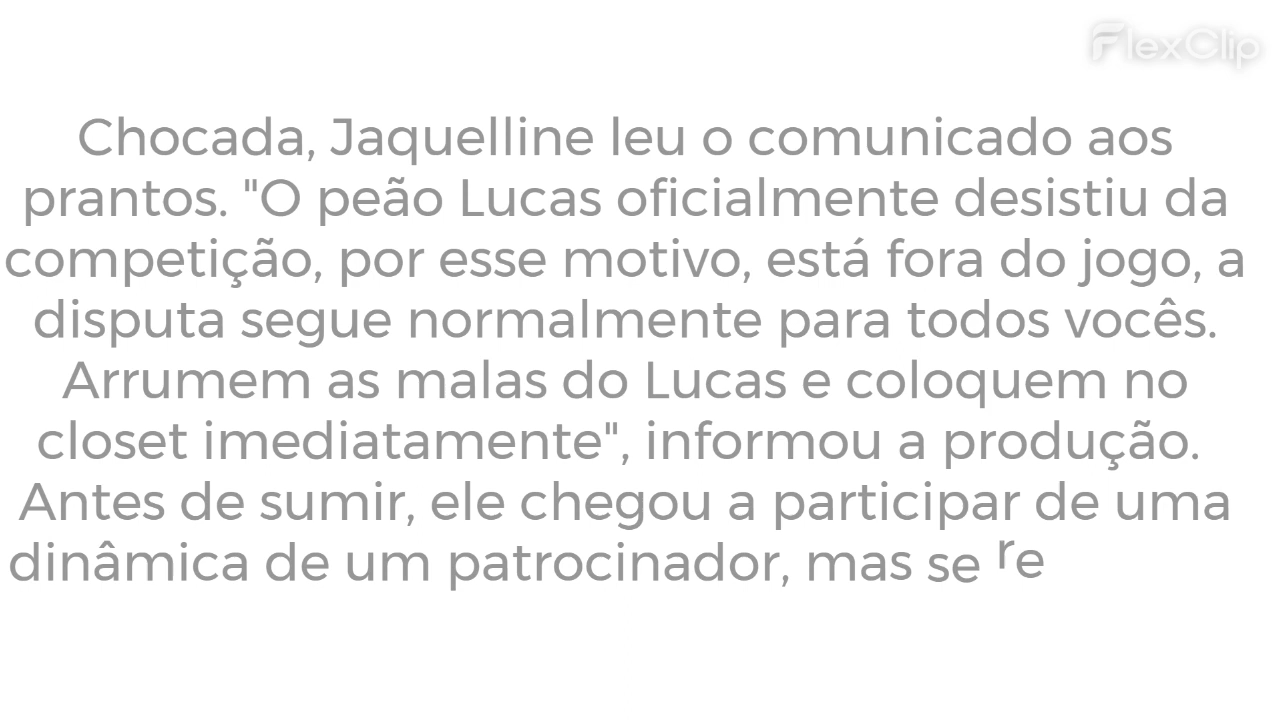 FlexClip
Chocada, Jaquelline leu o comunicado aos
prantos. "O peão Lucas oficialmente desistiu da
competição, por esse motivo, está fora do jogo, a
disputa segue normalmente para todos vocês.
Arrumem as malas do Lucas e coloquem no
closet imediatamente", informou a produção.
Antes de sumir, ele chegou a participar de uma
dinâmica de um patrocinador, mas se re